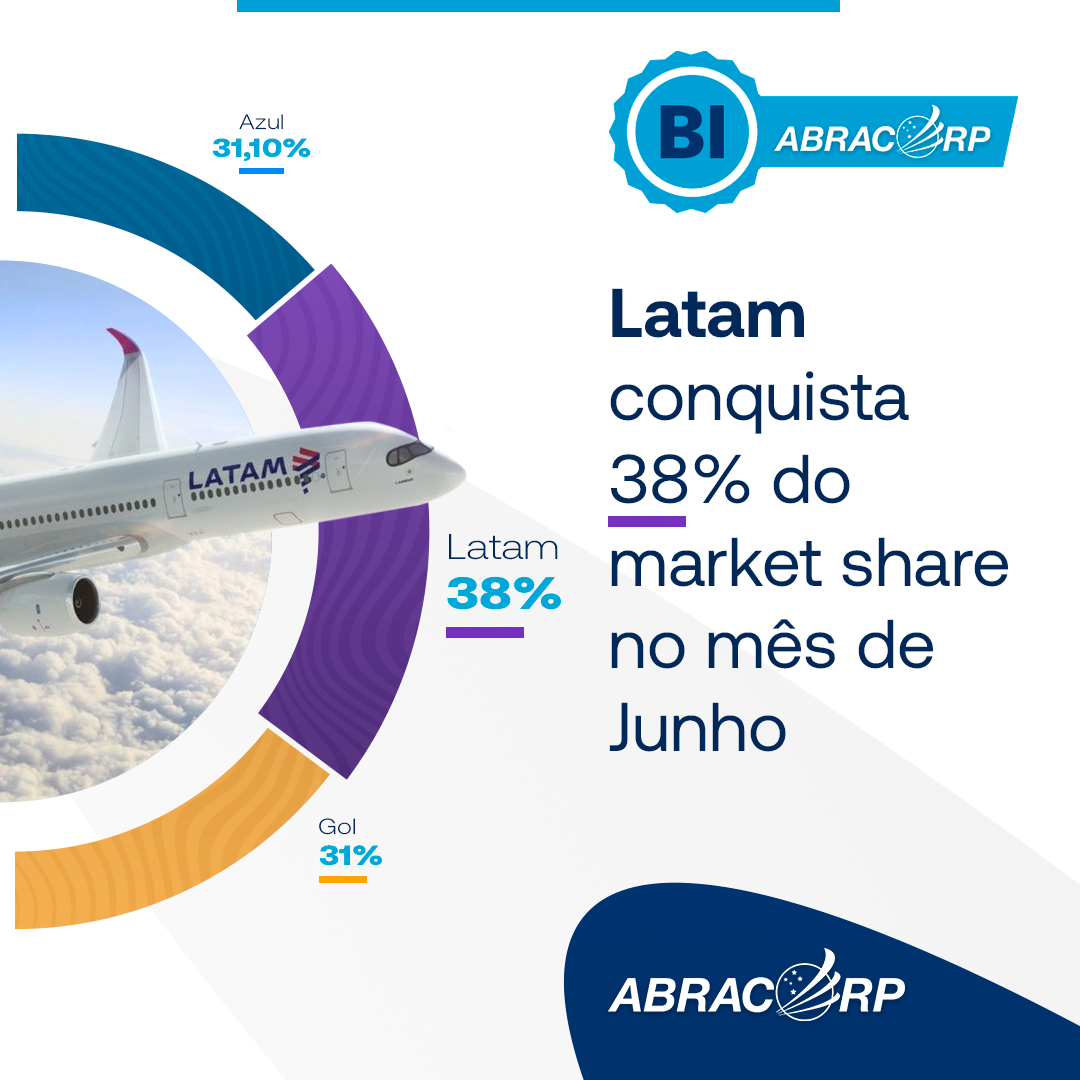 Azul
31,10%
BI
ABRACORP
Latam
conquista
38% do
market share
no mês de
Junho
LATAM
Latam
38%
Gol
31%
ABRACORP